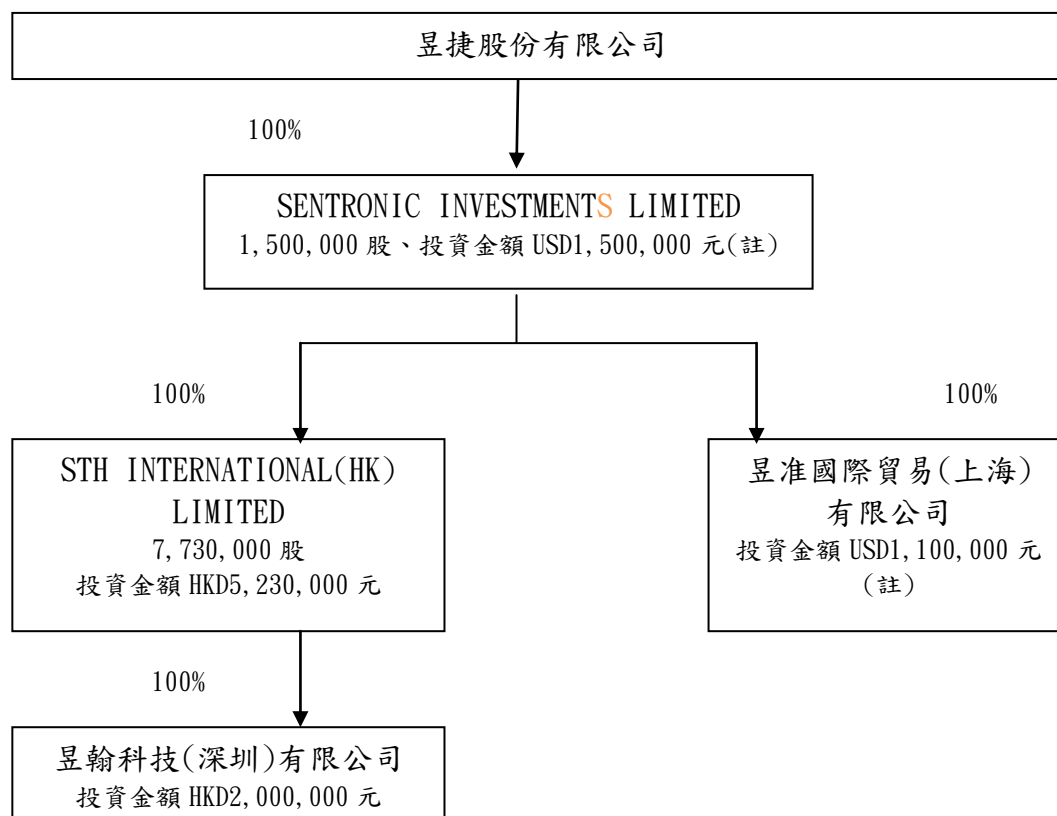 昱捷股份有限公司
100%
SENTRONIC INVESTMENTS LIMITED
1,500,000 股、投資金額 USD1,500,000 元(註)
100%
100%
STH INTERNATIONAL(HK)
LIMITED
7,730,000 股
投資金額 HKD5,230,000 元
昱准國際貿易(上海)
有限公司
投資金額 USD1,100,000 元
(註)
100%
昱翰科技(深圳)有限公司
投資金額 HKD2,000,000 元